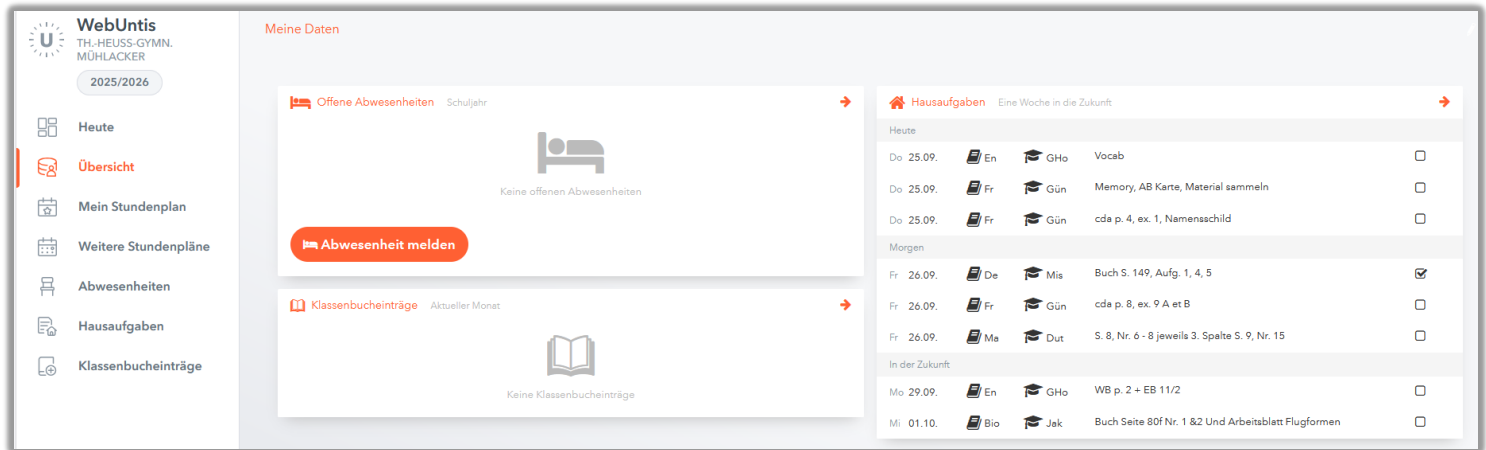 WebUntis
TH.-HEUSS-GYMN.
MÜHLACKER
2025/2026
Heute
Übersicht
Mein Stundenplan
Weitere Stundenpläne
Abwesenheiten
Hausaufgaben
Klassenbucheinträge
Meine Daten
Offene Abwesenheiten Schuljahr
Keine offenen Abwesenheiten
Abwesenheit melden
Klassenbucheinträge Aktueller Monat
Keine Klassenbucheinträge
Hausaufgaben Eine Woche in die Zukunft
Heute
Do 25.09. En GHo Vocab
Do 25.09. Fr Gün Memory, AB Karte, Material sammeln
Do 25.09. Fr Gün cda p. 4, ex. 1, Namensschild
Morgen
Fr 26.09. De Mis Buch S. 149, Aufg. 1, 4, 5
Fr 26.09. Fr Gün cda p. 8, ex. 9 A et B
Fr 26.09. Ma Dut S. 8, Nr. 6 - 8 jeweils 3. Spalte S. 9, Nr. 15
In der Zukunft
Mo 29.09. En GHo WB p. 2 + EB 11/2
Mi 01.10. Bio Jak Buch Seite 80f Nr. 1 &2 Und Arbeitsblatt Flugformen